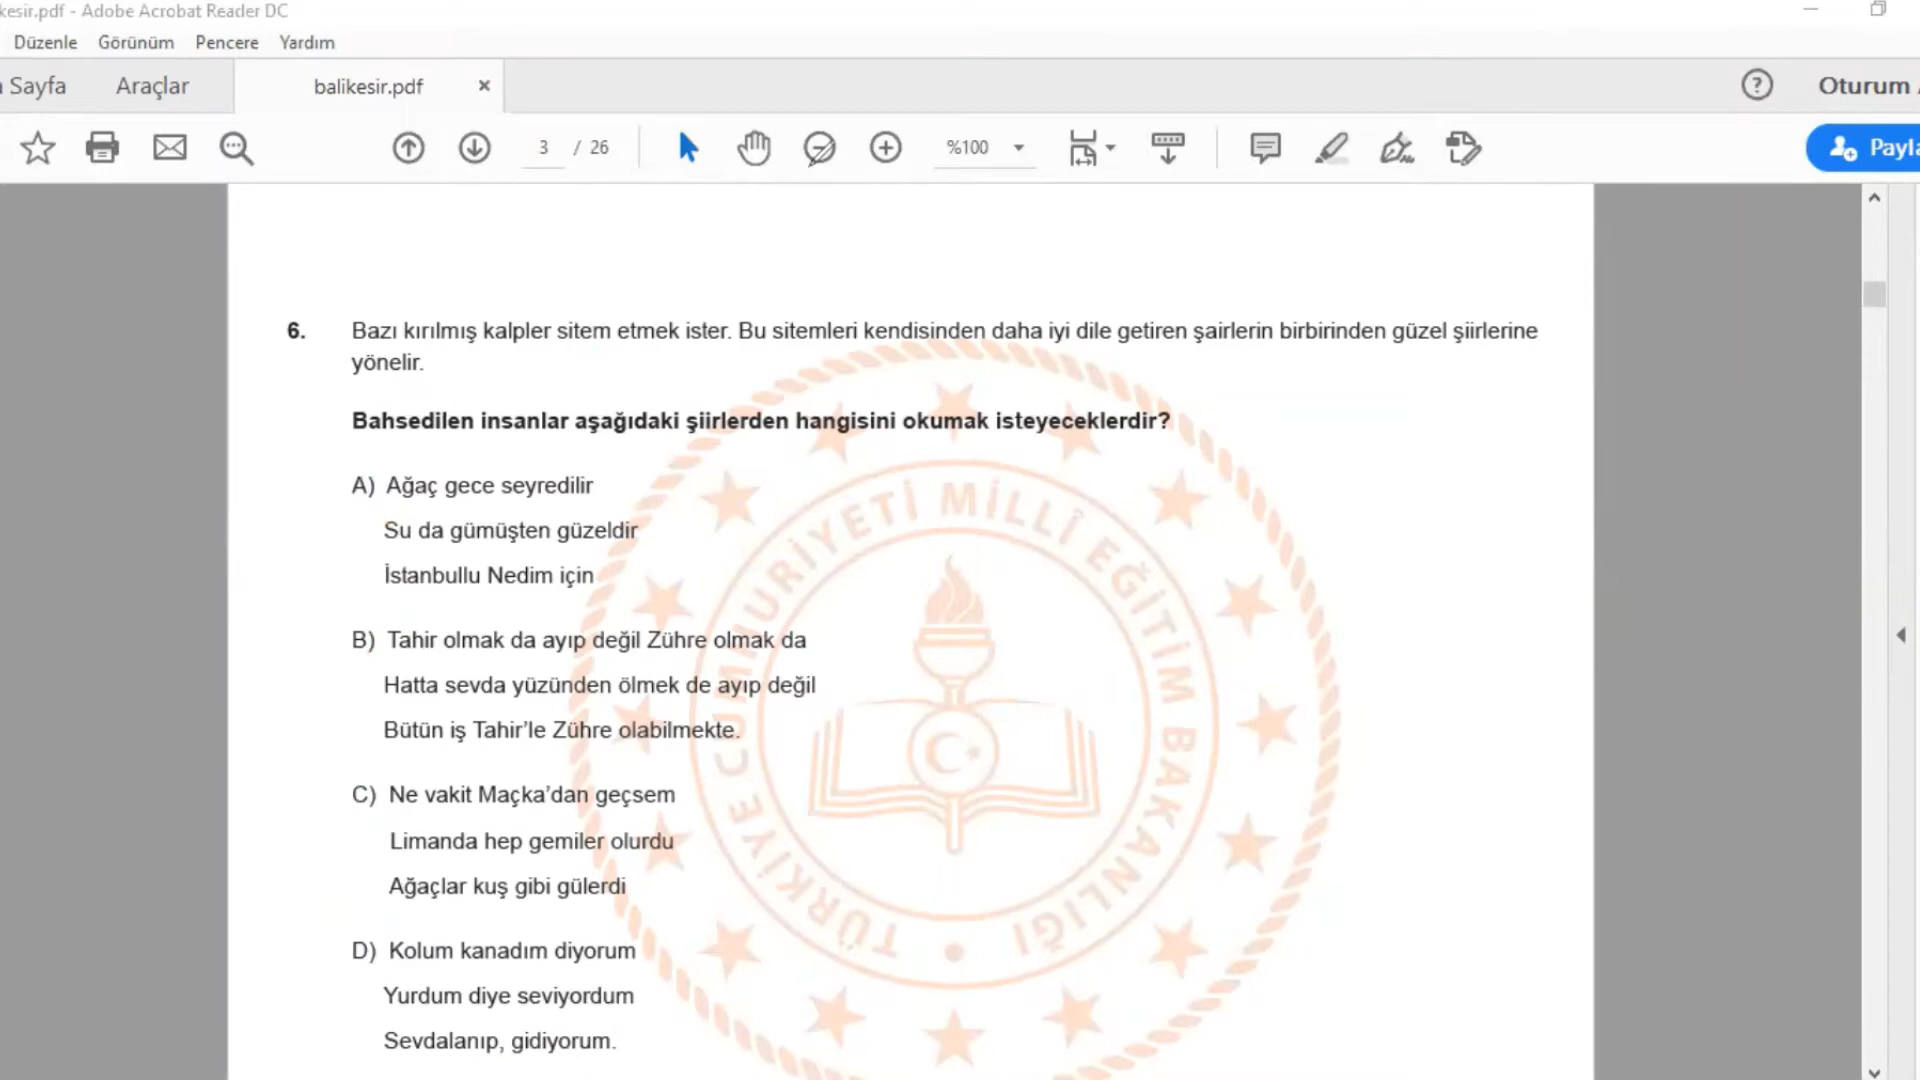 kesir.pdf - Adobe Acrobat Reader DC
Düzenle Görünüm Pencere Yardım
Sayfa Araçlar balikesir.pdf × ? Oturum
3 / 26 %100 Payla
6. Bazı kırılmış kalpler sitem etmek ister. Bu sitemleri kendisinden daha iyi dile getiren şairlerin birbirinden güzel şiirlerine
yönelir.
Bahsedilen insanlar aşağıdaki şiirlerden hangisini okumak isteyeceklerdir?
A) Ağaç gece seyredilir
Su da gümüşten güzeldir
İstanbullu Nedim için
B) Tahir olmak da ayıp değil Zühre olmak da
Hatta sevda yüzünden ölmek de ayıp değil
Bütün iş Tahir’le Zühre olabilmekte.
C) Ne vakit Maçka’dan geçsem
Limanda hep gemiler olurdu
Ağaçlar kuş gibi gülerdi
D) Kolum kanadım diyorum
Yurdum diye seviyordum
Sevdalanıp, gidiyorum.
TÜRKİYE CUMHURİYETİ MİLLÎ EĞİTİM BAKANLIĞI